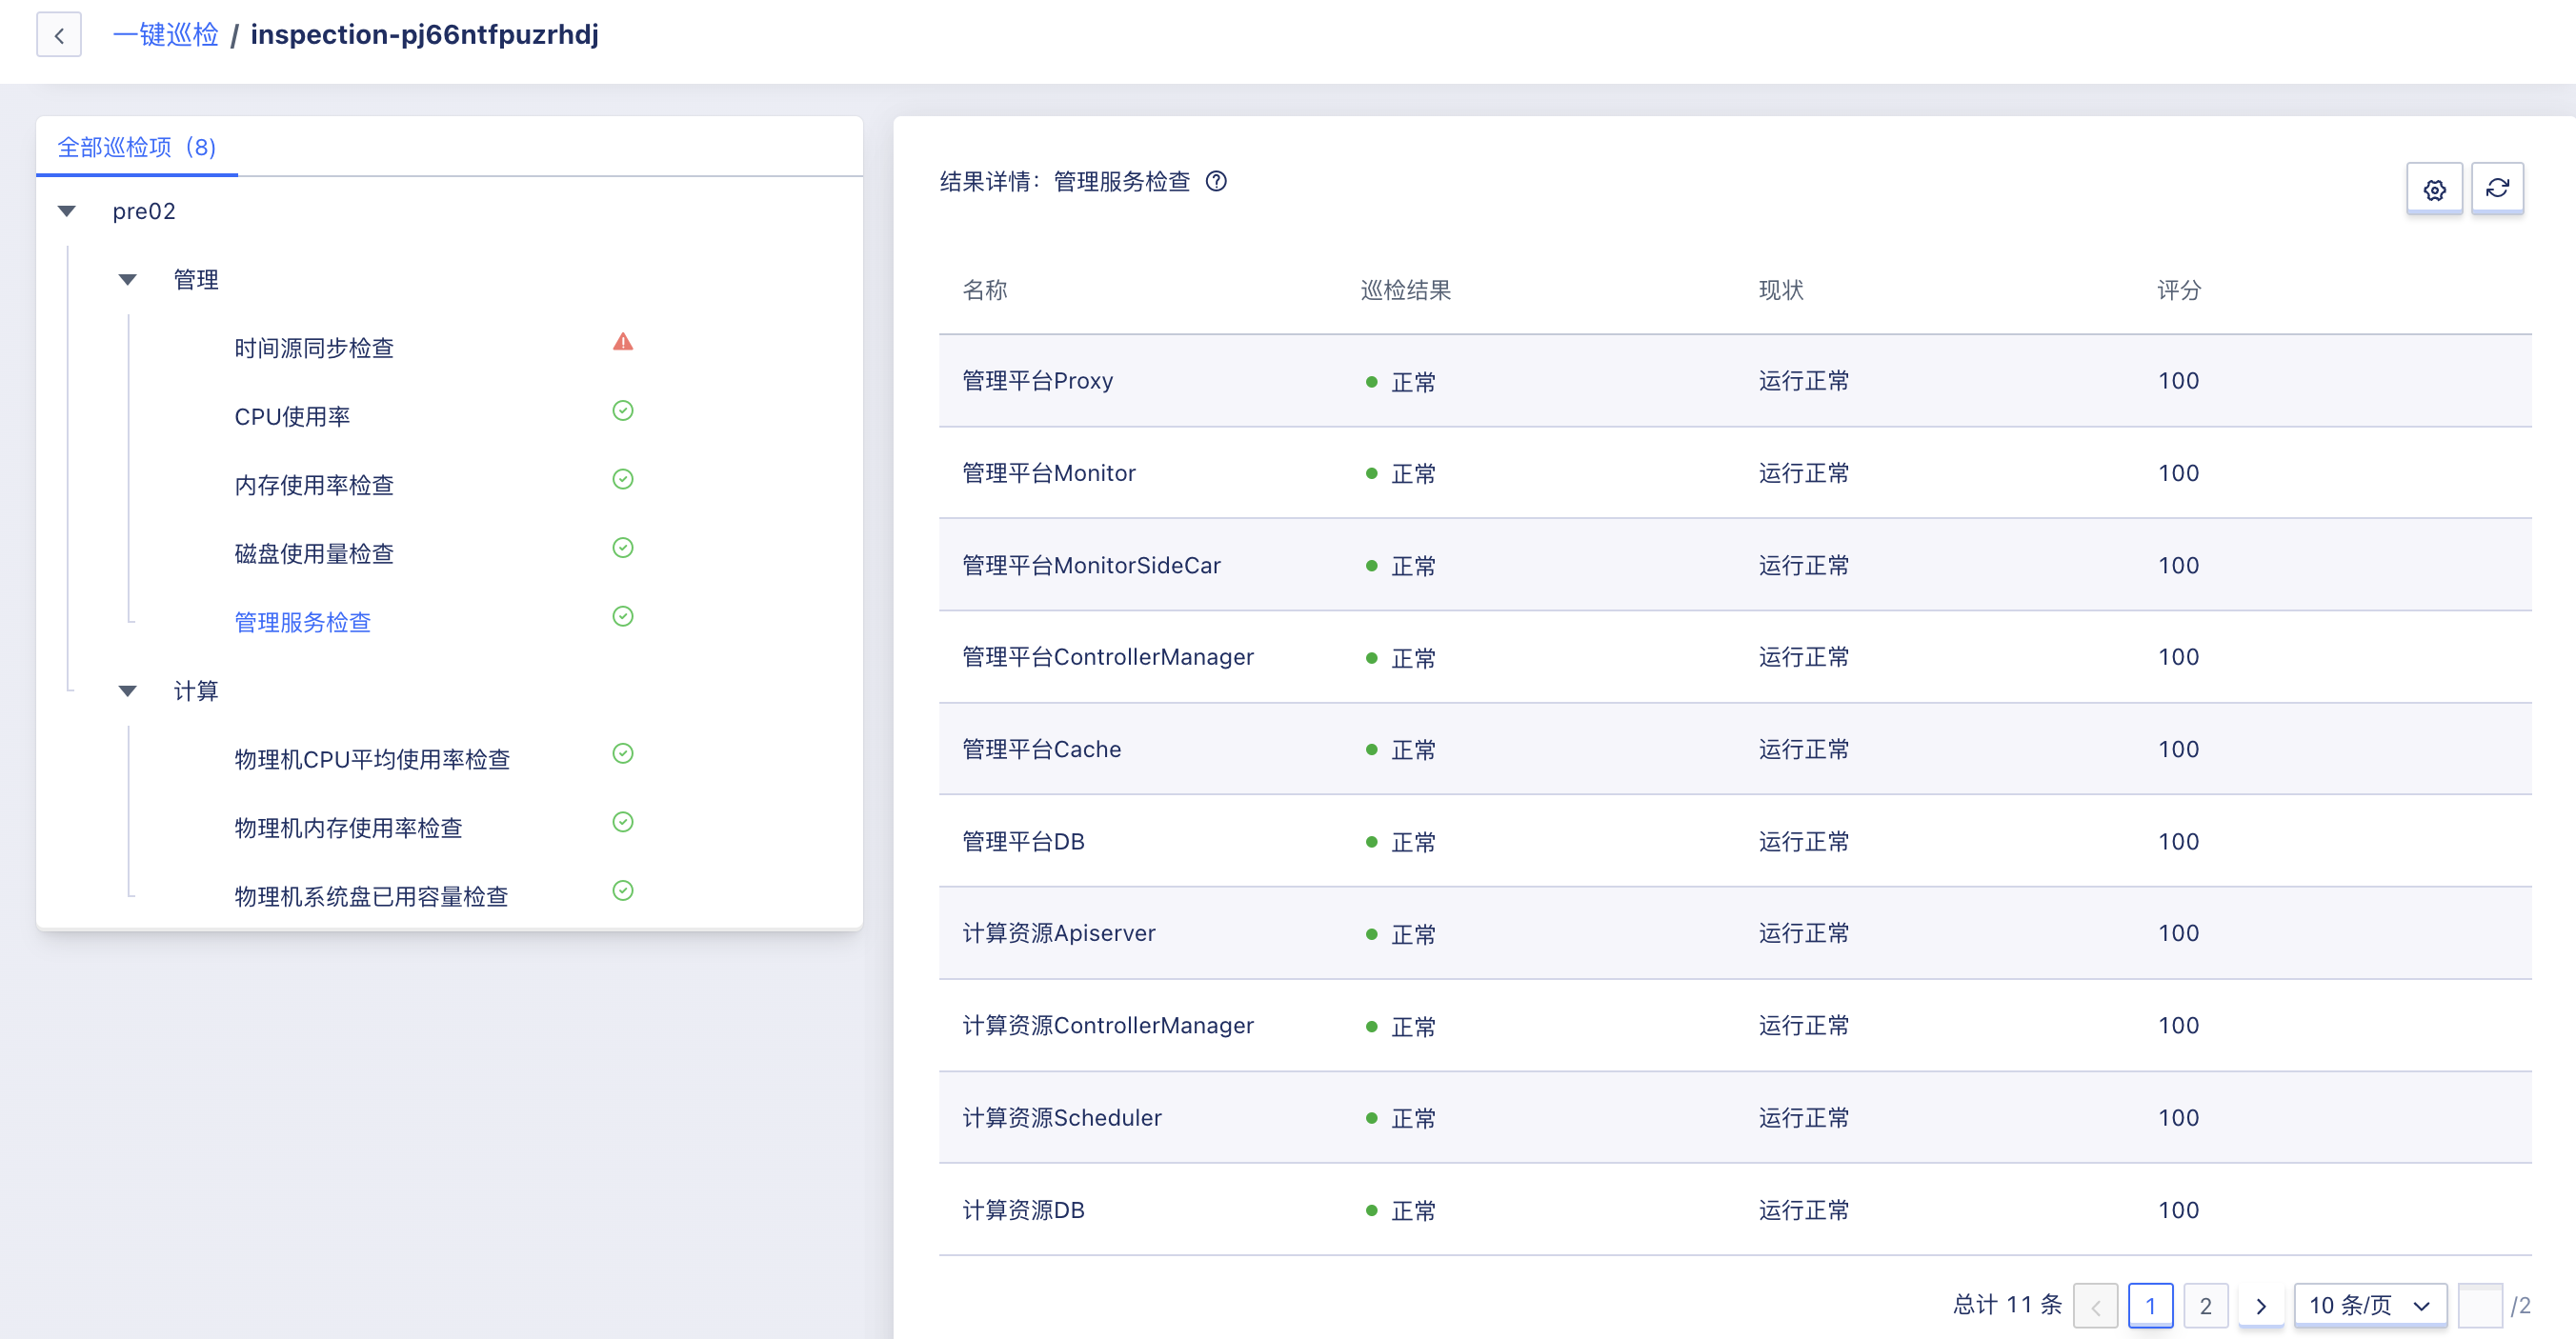 一键巡检 / inspection-pj66ntfpuzrhdj
全部巡检项（8）
pre02
管理
时间源同步检查
CPU使用率
内存使用率检查
磁盘使用量检查
管理服务检查
计算
物理机CPU平均使用率检查
物理机内存使用率检查
物理机系统盘已用容量检查
结果详情：管理服务检查
名称 巡检结果 现状 评分
管理平台Proxy 正常 运行正常 100
管理平台Monitor 正常 运行正常 100
管理平台MonitorSideCar 正常 运行正常 100
管理平台ControllerManager 正常 运行正常 100
管理平台Cache 正常 运行正常 100
管理平台DB 正常 运行正常 100
计算资源Apiserver 正常 运行正常 100
计算资源ControllerManager 正常 运行正常 100
计算资源Scheduler 正常 运行正常 100
计算资源DB 正常 运行正常 100
总计 11 条 1 2 10 条/页 /2